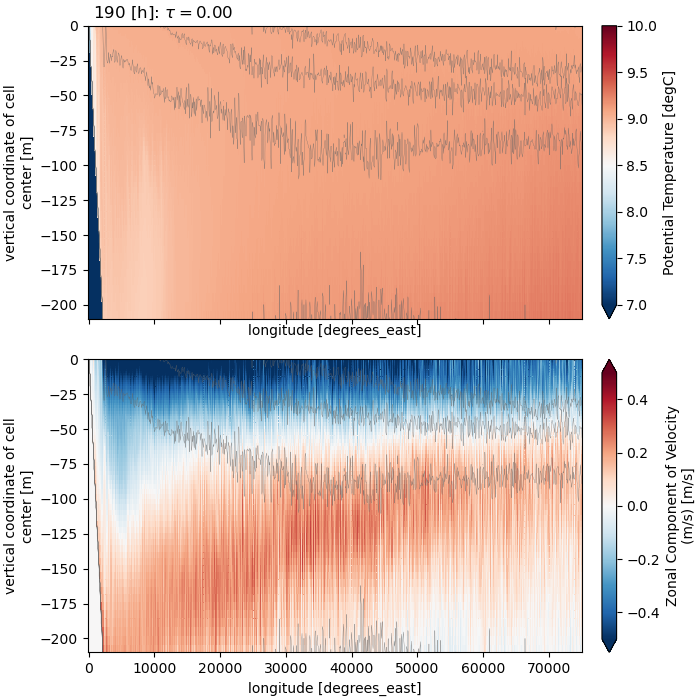 190 [h]: τ = 0.00
0
−25
−50
−75
−100
−125
−150
−175
−200
vertical coordinate of cell
center [m]
longitude [degrees_east]
10.0
9.5
9.0
8.5
8.0
7.5
7.0
Potential Temperature [degC]
0
−25
−50
−75
−100
−125
−150
−175
−200
vertical coordinate of cell
center [m]
0 10000 20000 30000 40000 50000 60000 70000
longitude [degrees_east]
0.4
0.2
0.0
−0.2
−0.4
Zonal Component of Velocity
(m/s) [m/s]